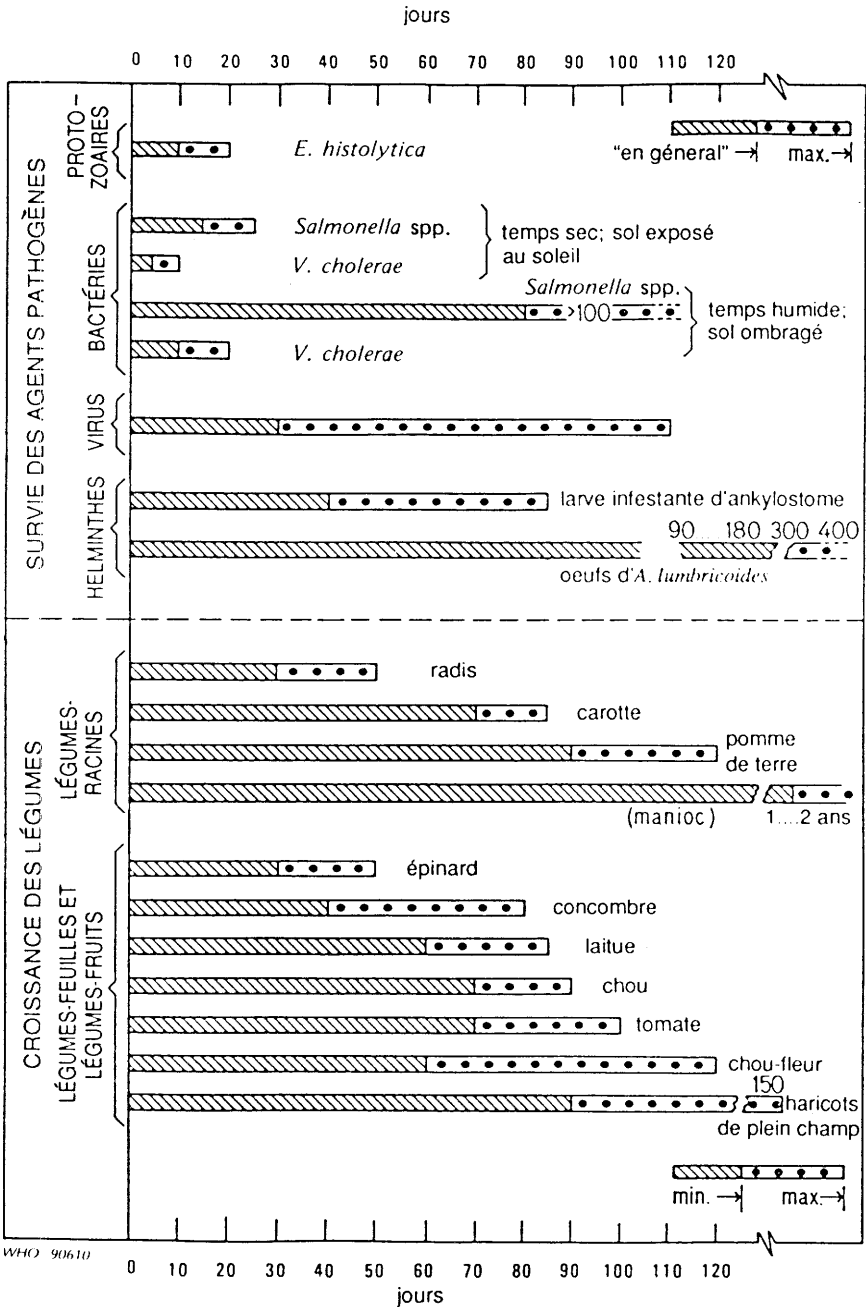 jours
0 10 20 30 40 50 60 70 80 90 100 110 120
SURVIE DES AGENTS PATHOGÈNES
PROTO-
ZOAIRES
E. histolytica
"en géneral" →
max.→
BACTÉRIES
Salmonella spp.
V. cholerae
temps sec; sol exposé
au soleil
Salmonella spp.
>100
V. cholerae
temps humide;
sol ombragé
VIRUS
HELMINTHES
larve infestante d'ankylostome
90 ... 180 300 400
oeufs d'A. lumbricoides
CROISSANCE DES LÉGUMES
LÉGUMES-
RACINES
radis
carotte
pomme
de terre
(manioc)
1....2 ans
LÉGUMES-FEUILLES ET
LÉGUMES-FRUITS
épinard
concombre
laitue
chou
tomate
chou-fleur
150
haricots
de plein champ
min. →
max.→
WHO 90610
0 10 20 30 40 50 60 70 80 90 100 110 120
jours